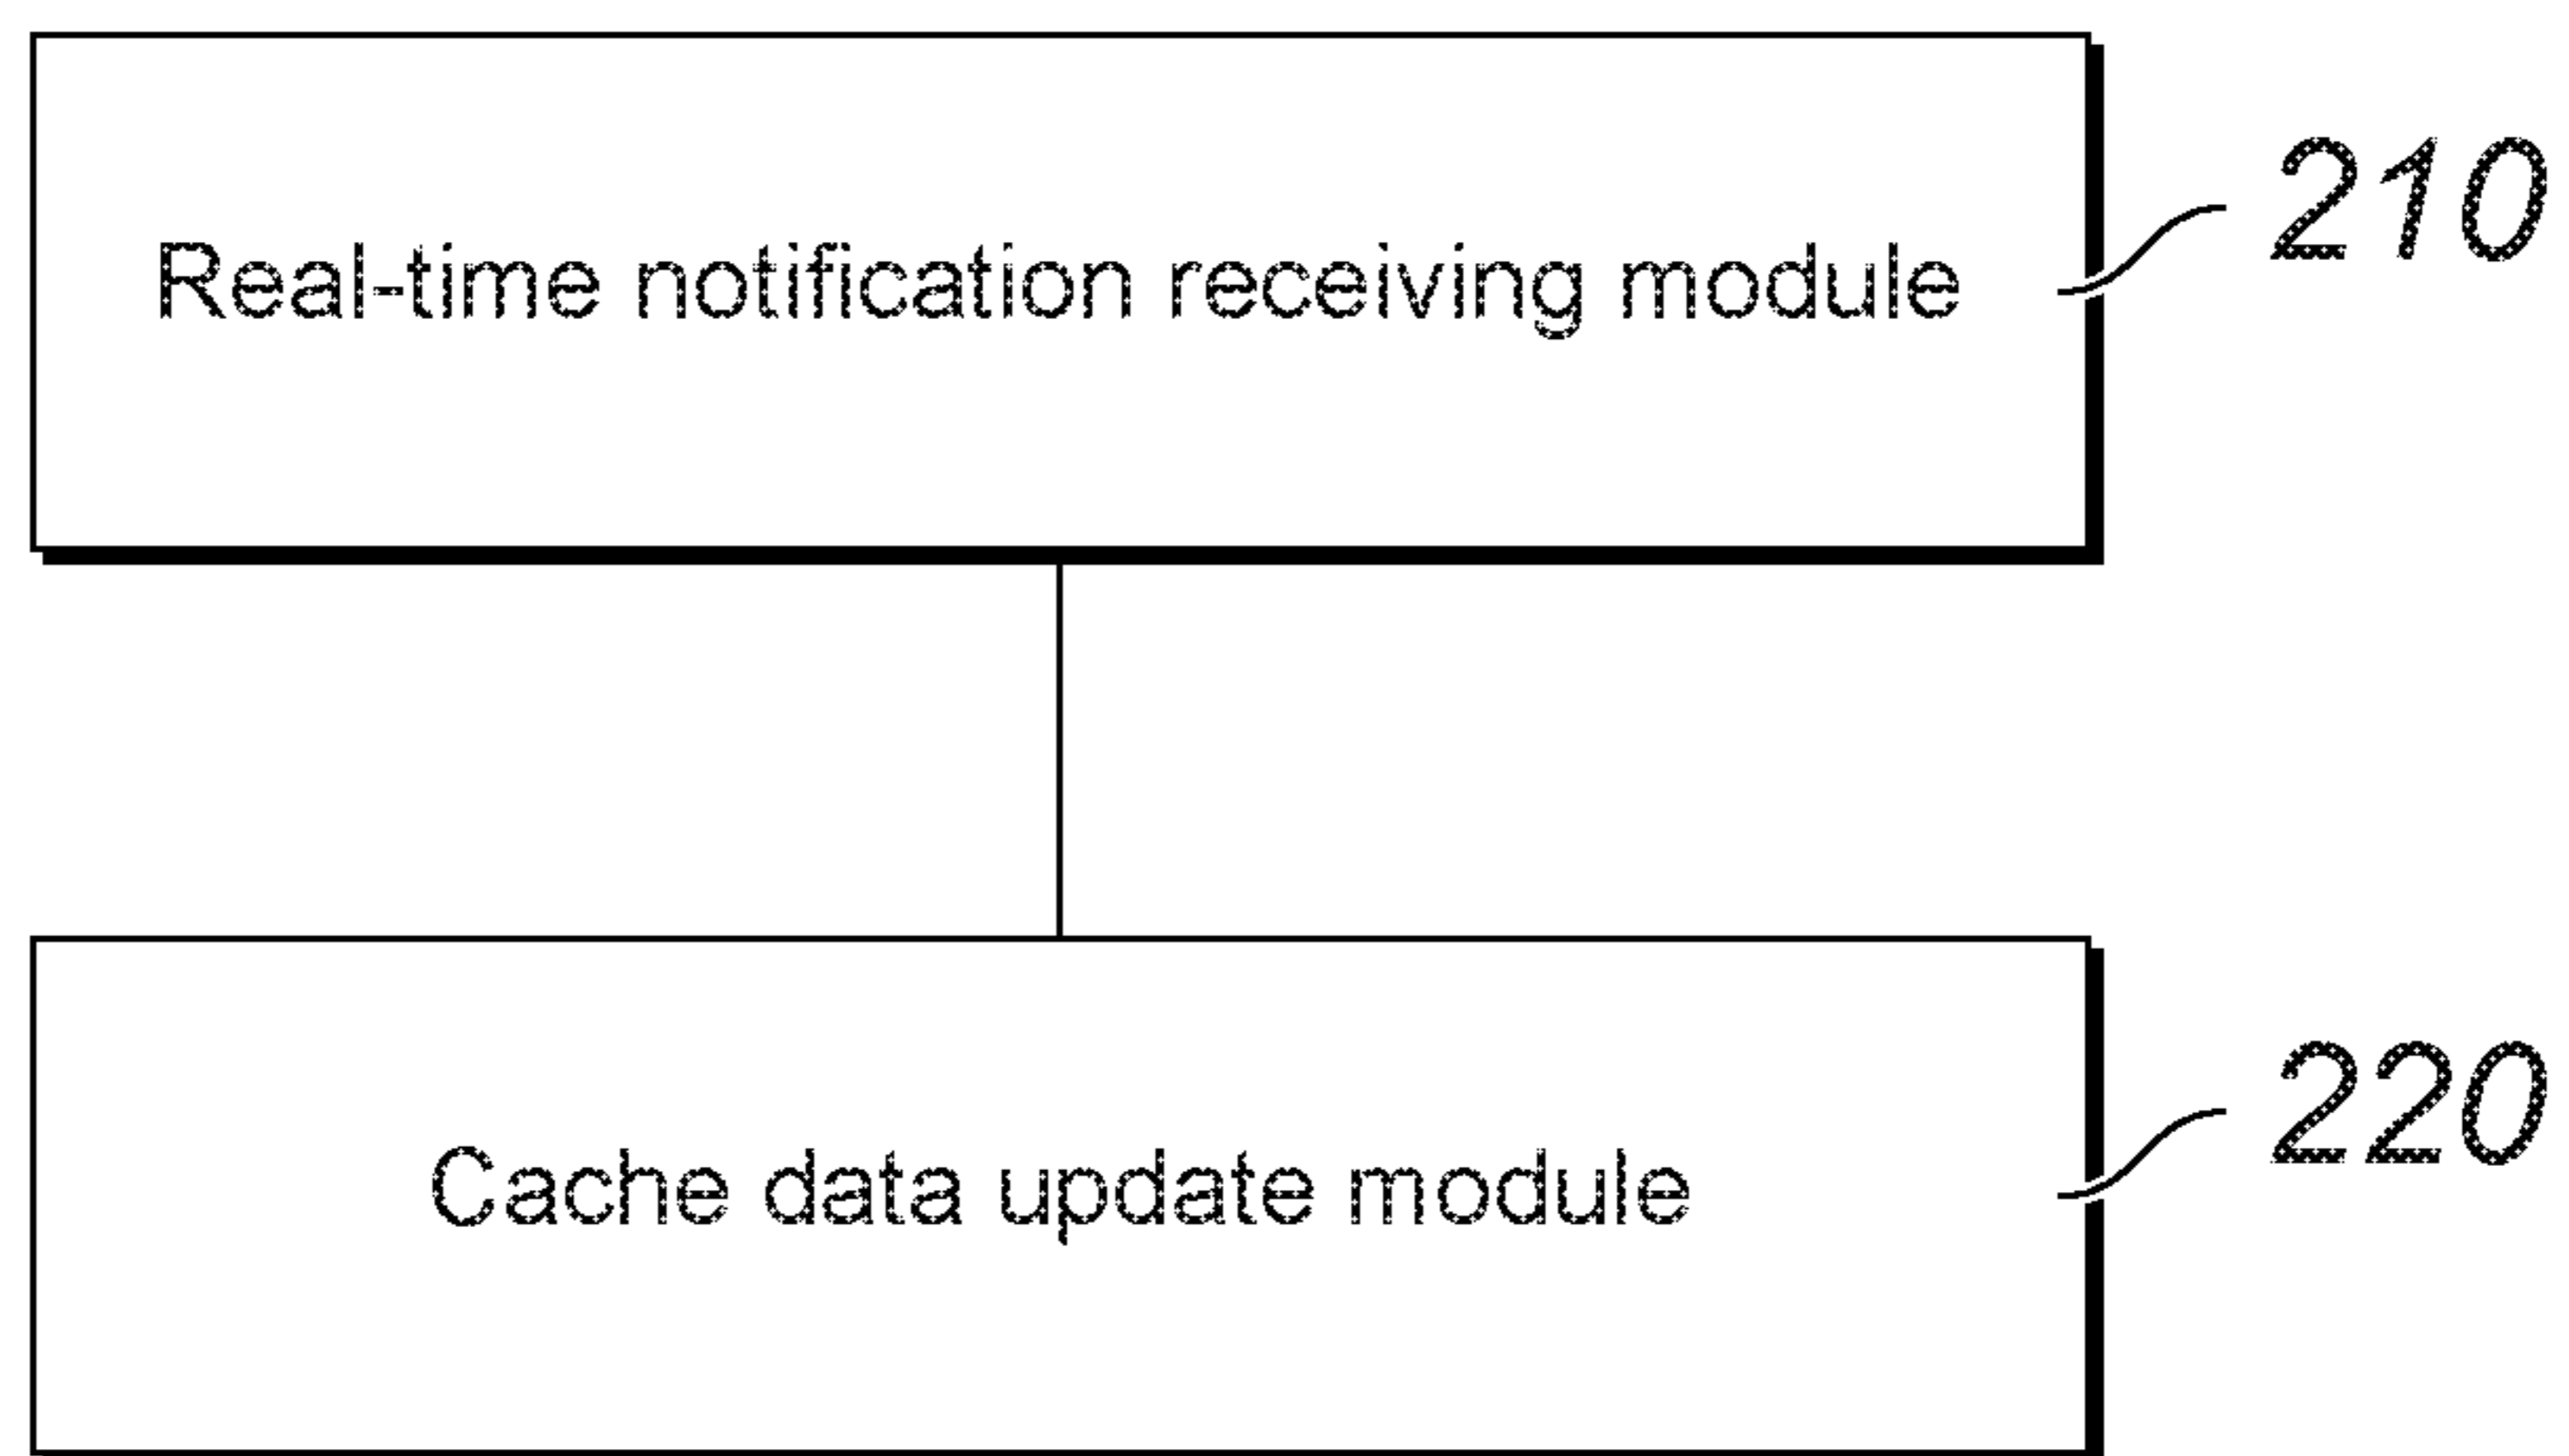 Real-time notification receiving module
210
Cache data update module
220